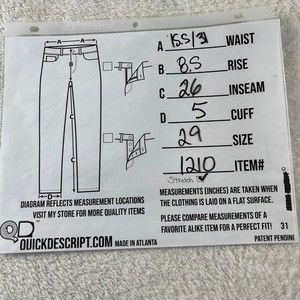 A 15.5/31 WAIST
B 8.5 RISE
C 26 INSEAM
D 5 CUFF
29 SIZE
1210 ITEM#
Stretch ✓
A A
B
C
D
DIAGRAM REFLECTS MEASUREMENT LOCATIONS
VISIT MY STORE FOR MORE QUALITY ITEMS
QD
QUICKDESCRIPT.COM MADE IN ATLANTA
MEASUREMENTS (INCHES) ARE TAKEN WHEN
THE CLOTHING IS LAID ON A FLAT SURFACE.
PLEASE COMPARE MEASUREMENTS OF A
FAVORITE ALIKE ITEM FOR A PERFECT FIT! 31
PATENT PENDING